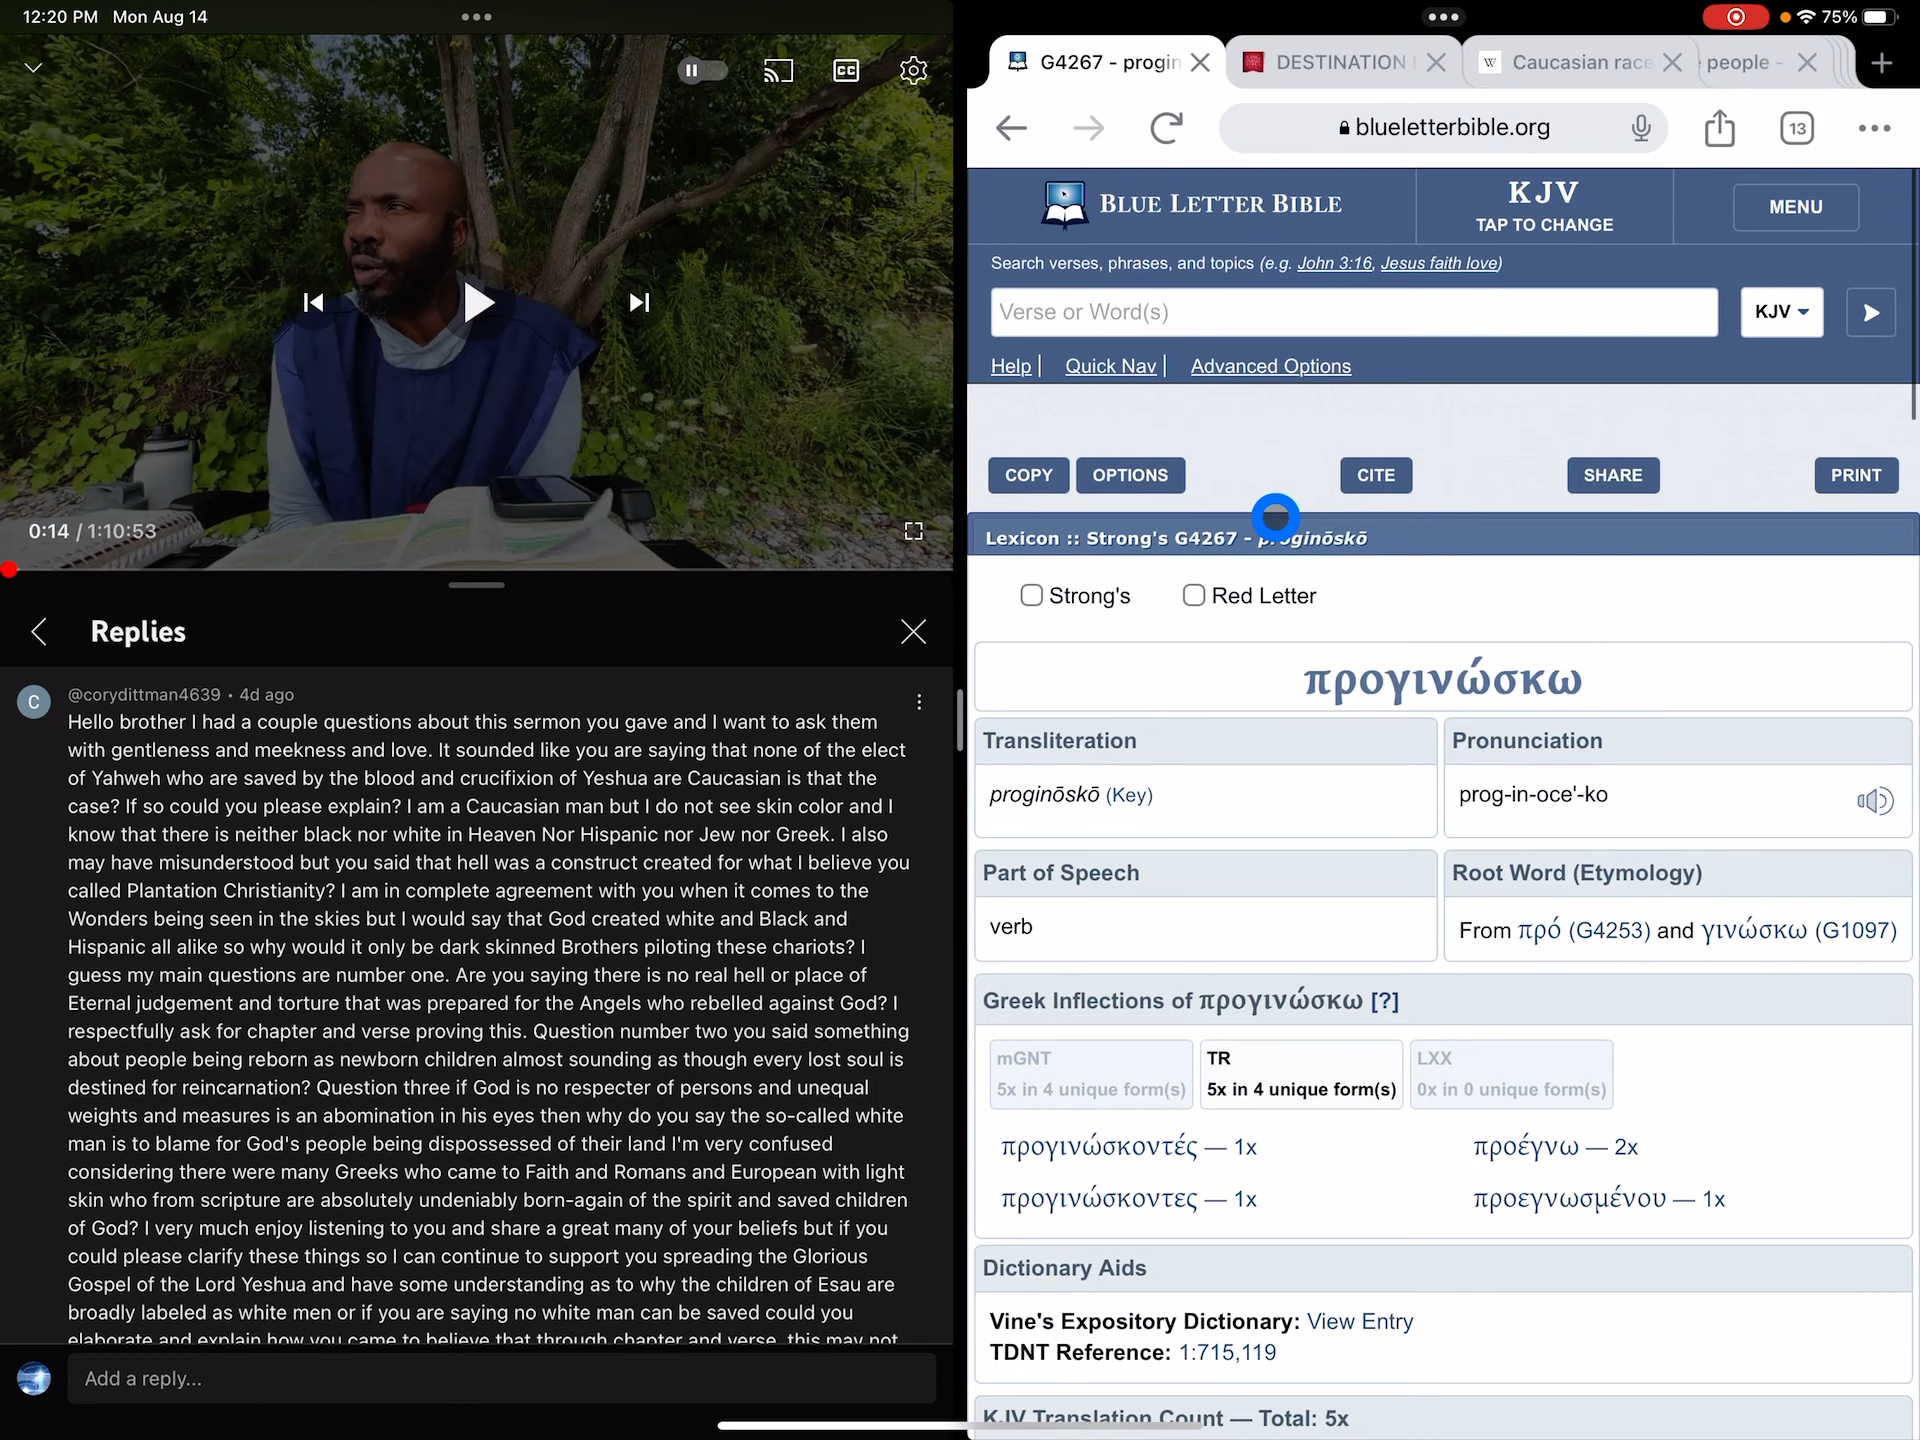 12:20 PM Mon Aug 14
CC
0:14 / 1:10:53
Replies
C
@corydittman4639 • 4d ago
Hello brother I had a couple questions about this sermon you gave and I want to ask them
with gentleness and meekness and love. It sounded like you are saying that none of the elect
of Yahweh who are saved by the blood and crucifixion of Yeshua are Caucasian is that the
case? If so could you please explain? I am a Caucasian man but I do not see skin color and I
know that there is neither black nor white in Heaven Nor Hispanic nor Jew nor Greek. I also
may have misunderstood but you said that hell was a construct created for what I believe you
called Plantation Christianity? I am in complete agreement with you when it comes to the
Wonders being seen in the skies but I would say that God created white and Black and
Hispanic all alike so why would it only be dark skinned Brothers piloting these chariots? I
guess my main questions are number one. Are you saying there is no real hell or place of
Eternal judgement and torture that was prepared for the Angels who rebelled against God? I
respectfully ask for chapter and verse proving this. Question number two you said something
about people being reborn as newborn children almost sounding as though every lost soul is
destined for reincarnation? Question three if God is no respecter of persons and unequal
weights and measures is an abomination in his eyes then why do you say the so-called white
man is to blame for God's people being dispossessed of their land I'm very confused
considering there were many Greeks who came to Faith and Romans and European with light
skin who from scripture are absolutely undeniably born-again of the spirit and saved children
of God? I very much enjoy listening to you and share a great many of your beliefs but if you
could please clarify these things so I can continue to support you spreading the Glorious
Gospel of the Lord Yeshua and have some understanding as to why the children of Esau are
broadly labeled as white men or if you are saying no white man can be saved could you
elaborate and explain how you came to believe that through chapter and verse, this may not
Add a reply...
75%
G4267 - progin
DESTINATION
W Caucasian race
people -
blueletterbible.org
13
BLUE LETTER BIBLE
KJV
TAP TO CHANGE
MENU
Search verses, phrases, and topics (e.g. John 3:16, Jesus faith love)
Verse or Word(s)
KJV
Help | Quick Nav | Advanced Options
COPY OPTIONS CITE SHARE PRINT
Lexicon :: Strong's G4267 - proginōskō
Strong's Red Letter
προγινώσκω
Transliteration
proginōskō (Key)
Pronunciation
prog-in-oce'-ko
Part of Speech
verb
Root Word (Etymology)
From πρό (G4253) and γινώσκω (G1097)
Greek Inflections of προγινώσκω [?]
mGNT
5x in 4 unique form(s)
TR
5x in 4 unique form(s)
LXX
0x in 0 unique form(s)
προγινώσκοντές — 1x
προέγνω — 2x
προγινώσκοντες — 1x
προεγνωσμένου — 1x
Dictionary Aids
Vine's Expository Dictionary: View Entry
TDNT Reference: 1:715,119
KJV Translation Count — Total: 5x